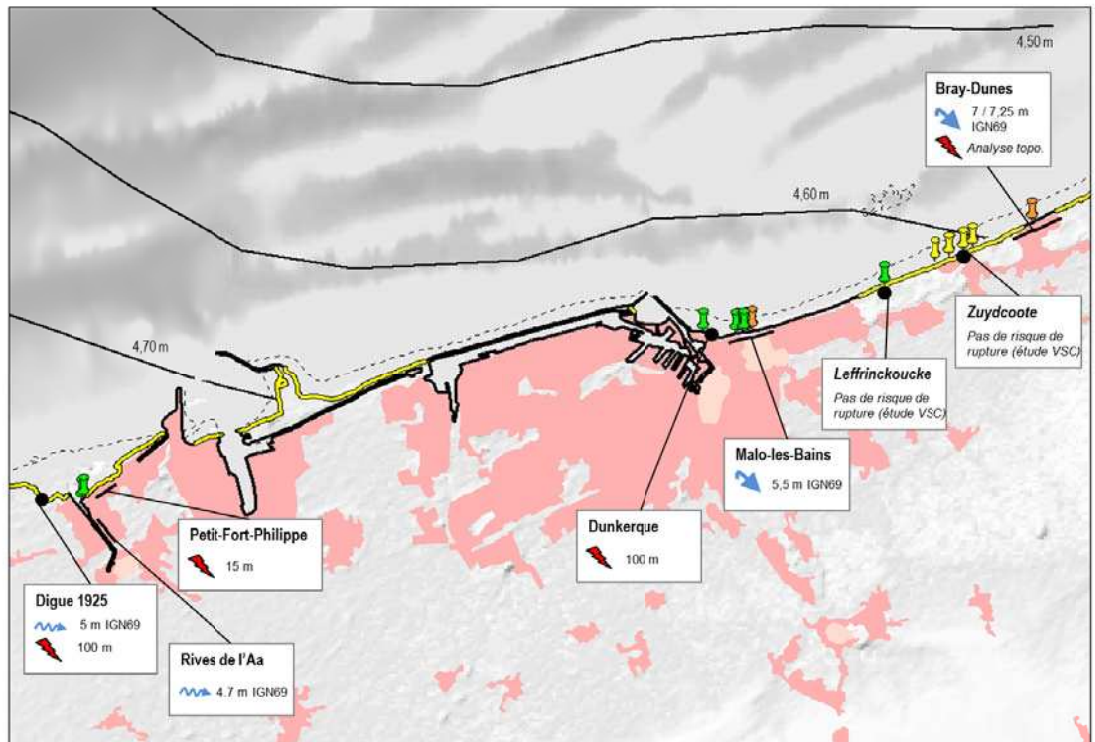 4,50 m
Bray-Dunes
7 / 7,25 m
IGN69
Analyse topo.
4,60 m
4,70 m
Zuydcoote
Pas de risque de
rupture (étude VSC)
Leffrinckoucke
Pas de risque de
rupture (étude VSC)
Malo-les-Bains
5,5 m IGN69
Dunkerque
100 m
Petit-Fort-Philippe
15 m
Digue 1925
5 m IGN69
100 m
Rives de l'Aa
4.7 m IGN69